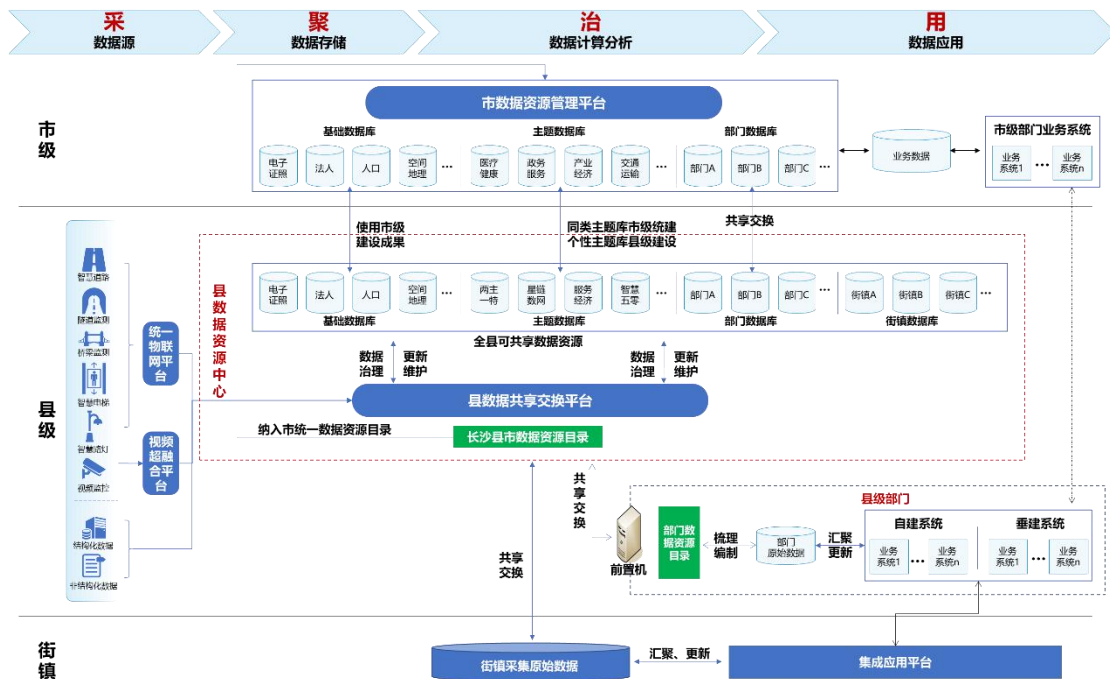 采
数据源
聚
数据存储
治
数据计算分析
用
数据应用
市
级
市数据资源管理平台
基础数据库
主题数据库
部门数据库
电子
证照
法人
人口
空间
地理
...
医疗
健康
政务
服务
产业
经济
交通
运输
...
部门A
部门B
部门C
...
业务数据
市级部门业务系统
业务
系统1
...
业务
系统n
使用市级
建设成果
同类主题库市级统建
个性主题库县级建设
共享交换
县
级
智慧道路
隧道监测
桥梁监测
智慧电梯
智慧路灯
视频监控
结构化数据
非结构化数据
统一
物联
网平
台
视频
超融
合平
台
县
数
据
资
源
中
心
电子
证照
法人
人口
空间
地理
...
两主
一特
星链
数网
服务
经济
智慧
五零
...
部门A
部门B
部门C
...
街镇A
街镇B
街镇C
...
基础数据库
主题数据库
部门数据库
街镇数据库
全县可共享数据资源
数据
治理
更新
维护
数据
治理
更新
维护
县数据共享交换平台
纳入市统一数据资源目录
长沙县市数据资源目录
共享
交换
共
享
交
换
前置机
部门数
据资源
目录
梳理
编制
部门
原始数据
汇聚
更新
县级部门
自建系统
垂建系统
业务
系统1
...
业务
系统n
业务
系统1
...
业务
系统n
街
镇
街镇采集原始数据
汇聚、更新
集成应用平台